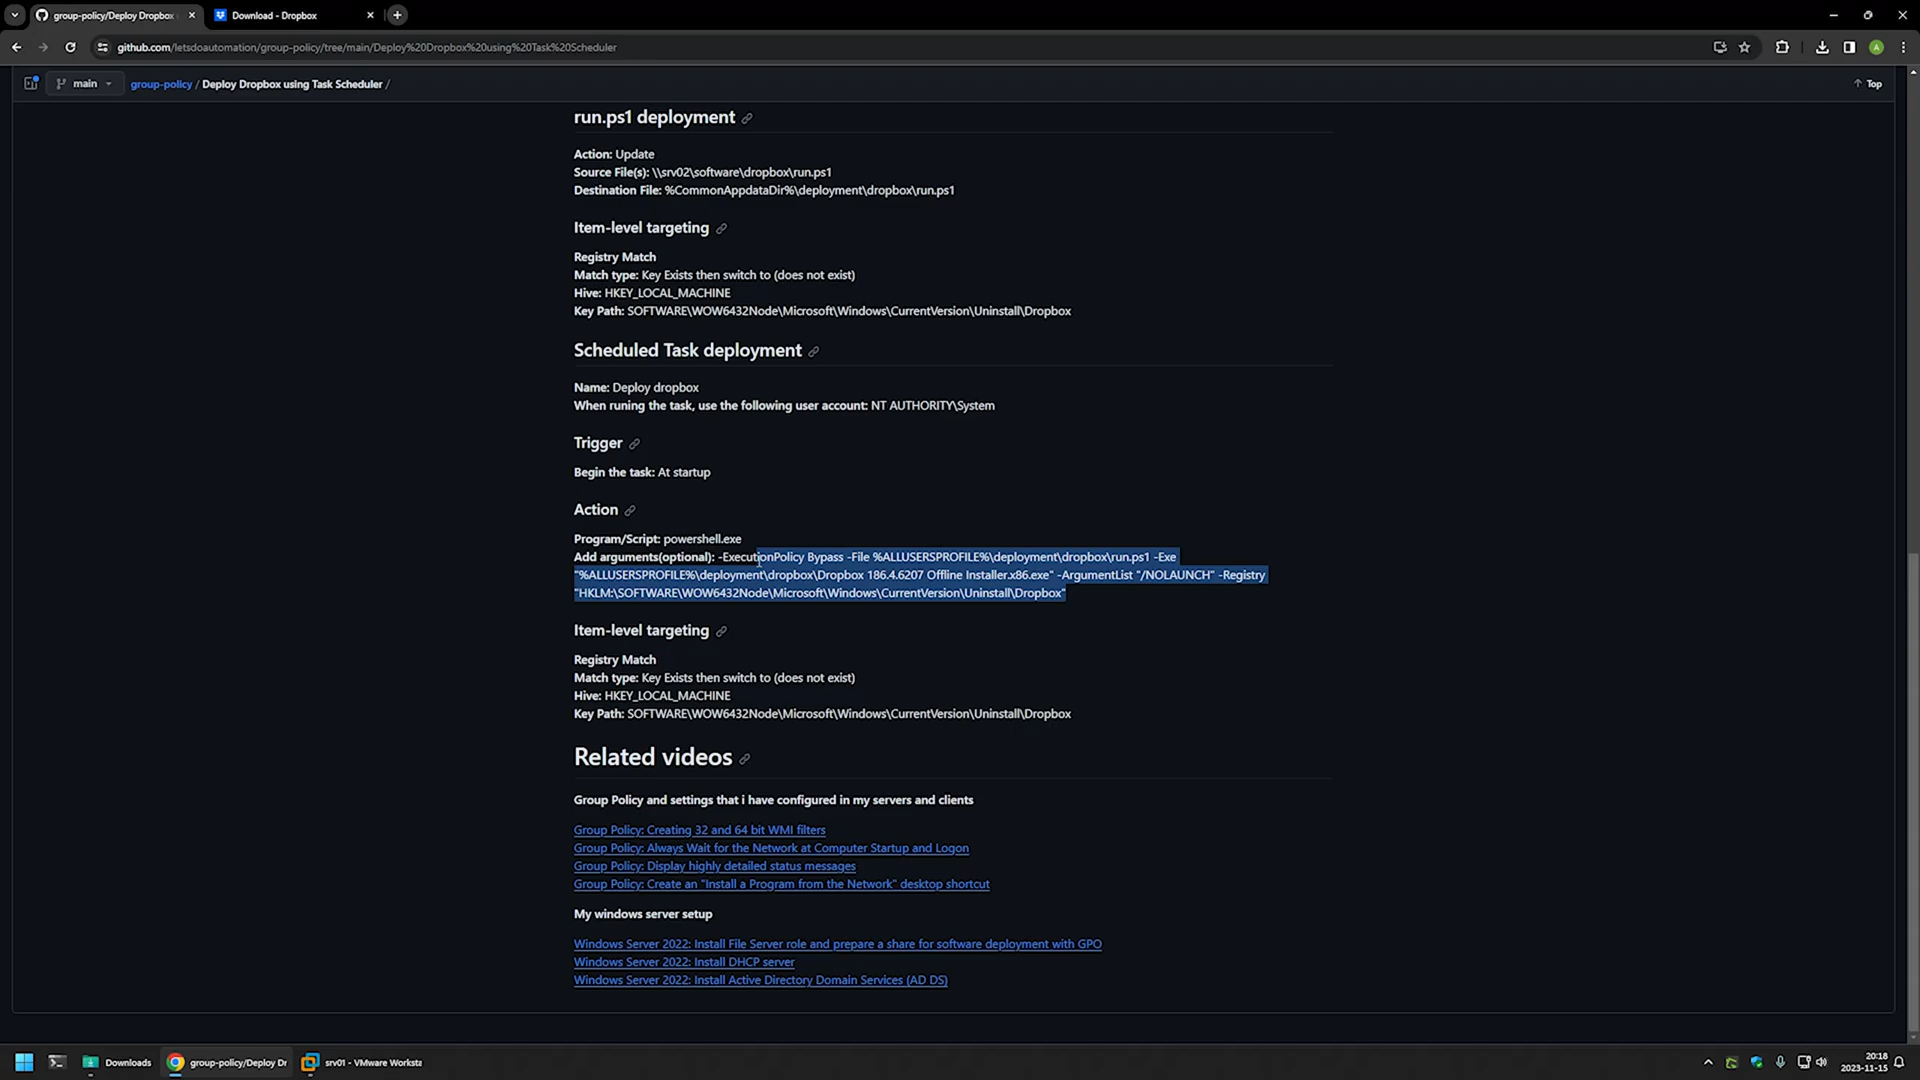 group-policy/Deploy Dropbox
Download - Dropbox
github.com/letsdoautomation/group-policy/tree/main/Deploy%20Dropbox%20using%20Task%20Scheduler
A
main
group-policy / Deploy Dropbox using Task Scheduler /
Top
run.ps1 deployment
Action: Update
Source File(s): \\srv02\software\dropbox\run.ps1
Destination File: %CommonAppdataDir%\deployment\dropbox\run.ps1
Item-level targeting
Registry Match
Match type: Key Exists then switch to (does not exist)
Hive: HKEY_LOCAL_MACHINE
Key Path: SOFTWARE\WOW6432Node\Microsoft\Windows\CurrentVersion\Uninstall\Dropbox
Scheduled Task deployment
Name: Deploy dropbox
When runing the task, use the following user account: NT AUTHORITY\System
Trigger
Begin the task: At startup
Action
Program/Script: powershell.exe
Add arguments(optional): -ExecutionPolicy Bypass -File %ALLUSERSPROFILE%\deployment\dropbox\run.ps1 -Exe
"%ALLUSERSPROFILE%\deployment\dropbox\Dropbox 186.4.6207 Offline Installer.x86.exe" -ArgumentList "/NOLAUNCH" -Registry
"HKLM:\SOFTWARE\WOW6432Node\Microsoft\Windows\CurrentVersion\Uninstall\Dropbox"
Item-level targeting
Registry Match
Match type: Key Exists then switch to (does not exist)
Hive: HKEY_LOCAL_MACHINE
Key Path: SOFTWARE\WOW6432Node\Microsoft\Windows\CurrentVersion\Uninstall\Dropbox
Related videos
Group Policy and settings that i have configured in my servers and clients
Group Policy: Creating 32 and 64 bit WMI filters
Group Policy: Always Wait for the Network at Computer Startup and Logon
Group Policy: Display highly detailed status messages
Group Policy: Create an "Install a Program from the Network" desktop shortcut
My windows server setup
Windows Server 2022: Install File Server role and prepare a share for software deployment with GPO
Windows Server 2022: Install DHCP server
Windows Server 2022: Install Active Directory Domain Services (AD DS)
Downloads
group-policy/Deploy Dr
srv01 - VMware Worksta
20:18
2023-11-15